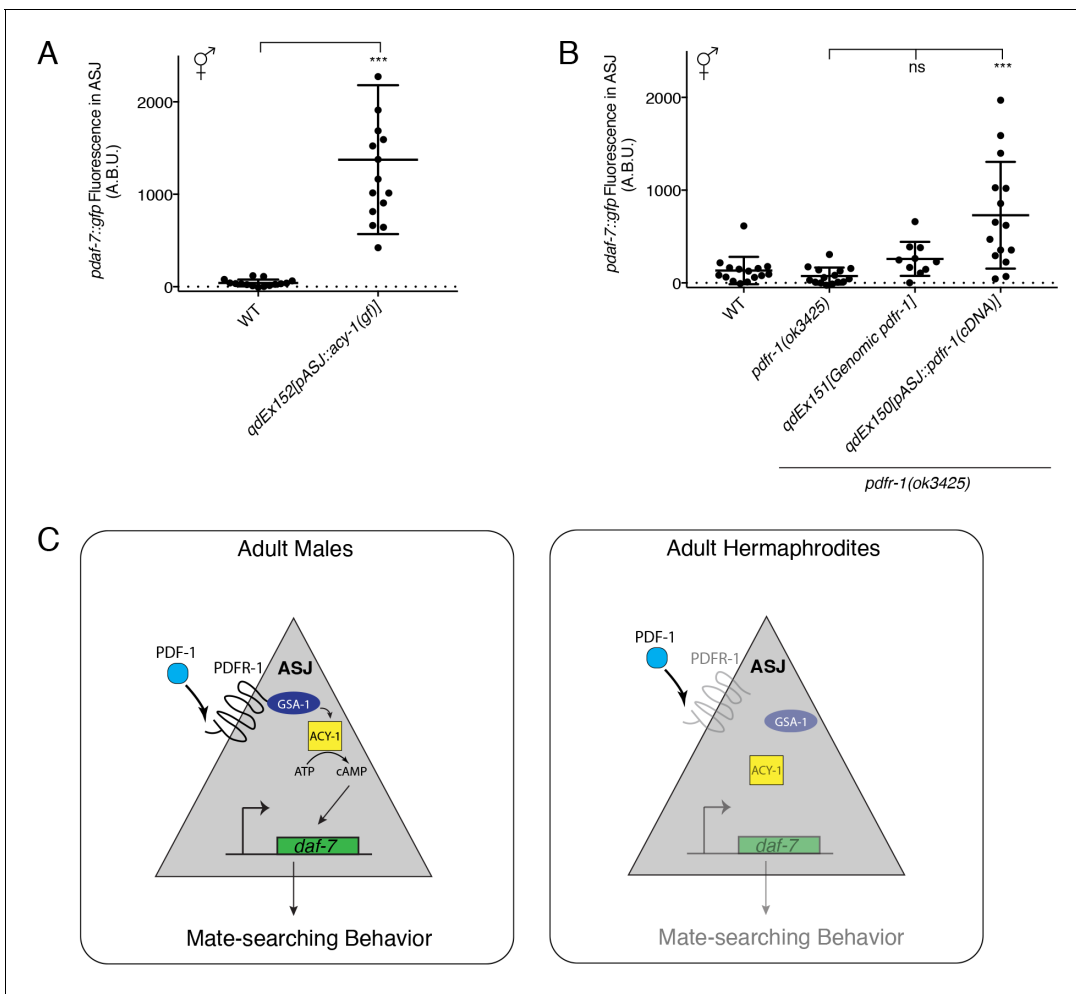 A
pdaf-7::gfp Fluorescence in ASJ
(A.B.U.)
***
2000
1000
0
WT
qdEx152[pASJ::acy-1(gf)]
B
pdaf-7::gfp Fluorescence in ASJ
(A.B.U.)
ns
***
2000
1000
0
WT
pdfr-1(ok3425)
qdEx151[Genomic pdfr-1]
qdEx150[pASJ::pdfr-1(cDNA)]
pdfr-1(ok3425)
C
Adult Males
PDF-1
PDFR-1
ASJ
GSA-1
ACY-1
ATP
cAMP
daf-7
Mate-searching Behavior
Adult Hermaphrodites
PDF-1
PDFR-1
ASJ
GSA-1
ACY-1
daf-7
Mate-searching Behavior